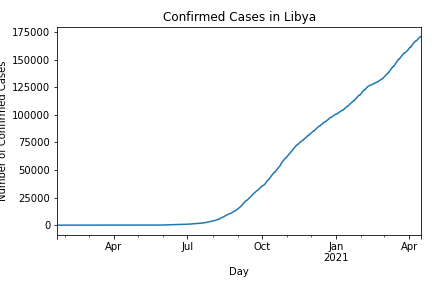 Confirmed Cases in Libya
175000
150000
125000
100000
75000
50000
25000
0
Number of Confirmed Cases
Apr
Jul
Oct
Jan
2021
Apr
Day